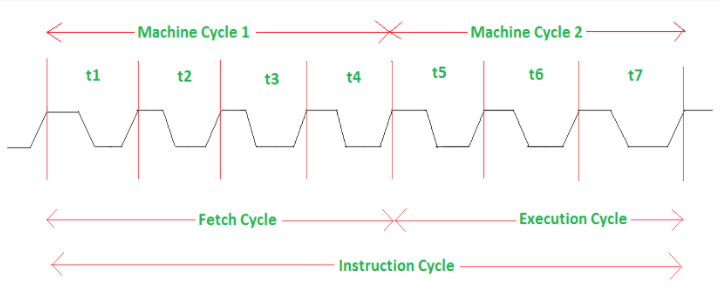 Machine Cycle 1 Machine Cycle 2
t1 t2 t3 t4 t5 t6 t7
Fetch Cycle Execution Cycle
Instruction Cycle